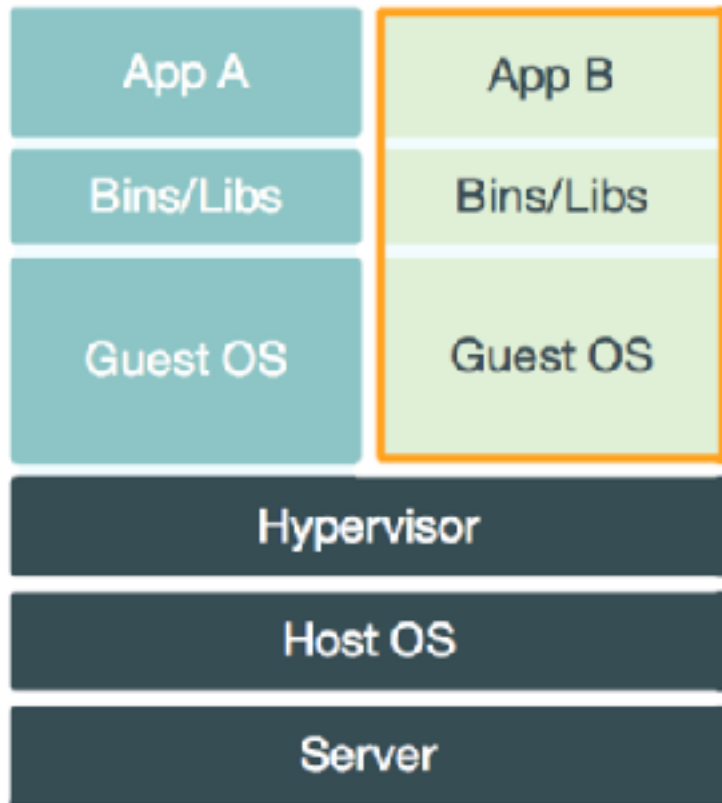 App A
App B
Bins/Libs
Bins/Libs
Guest OS
Guest OS
Hypervisor
Host OS
Server